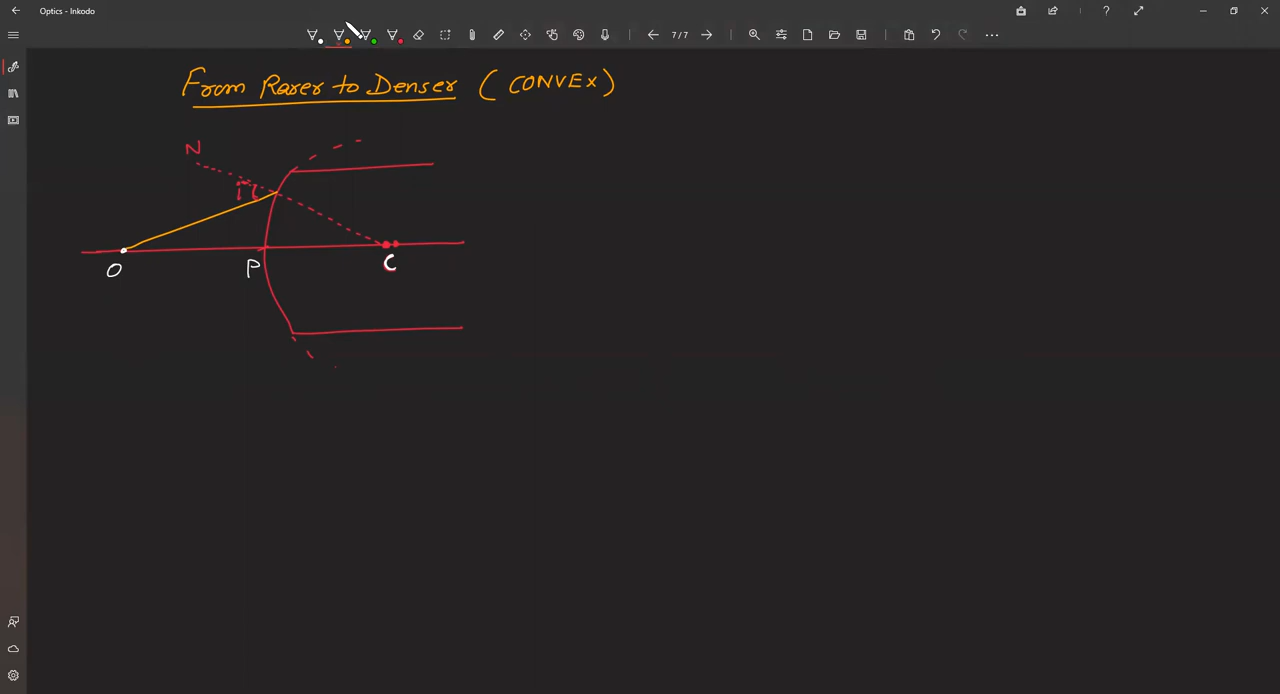 Optics - Inkodo
7/7
From Rarer to Denser (CONVEX)
N
i
O
P
C